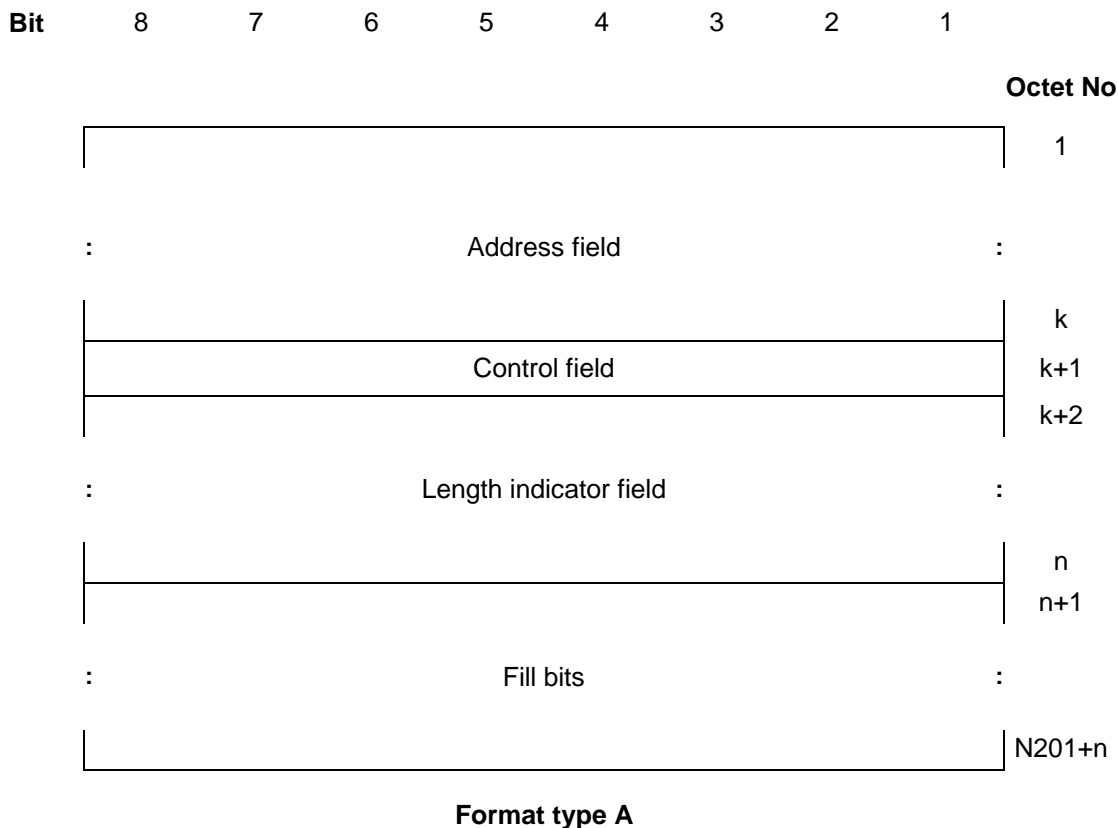 Bit 8 7 6 5 4 3 2 1
Octet No
1
: Address field :
k
Control field k+1
k+2
: Length indicator field :
n
n+1
: Fill bits :
N201+n
Format type A